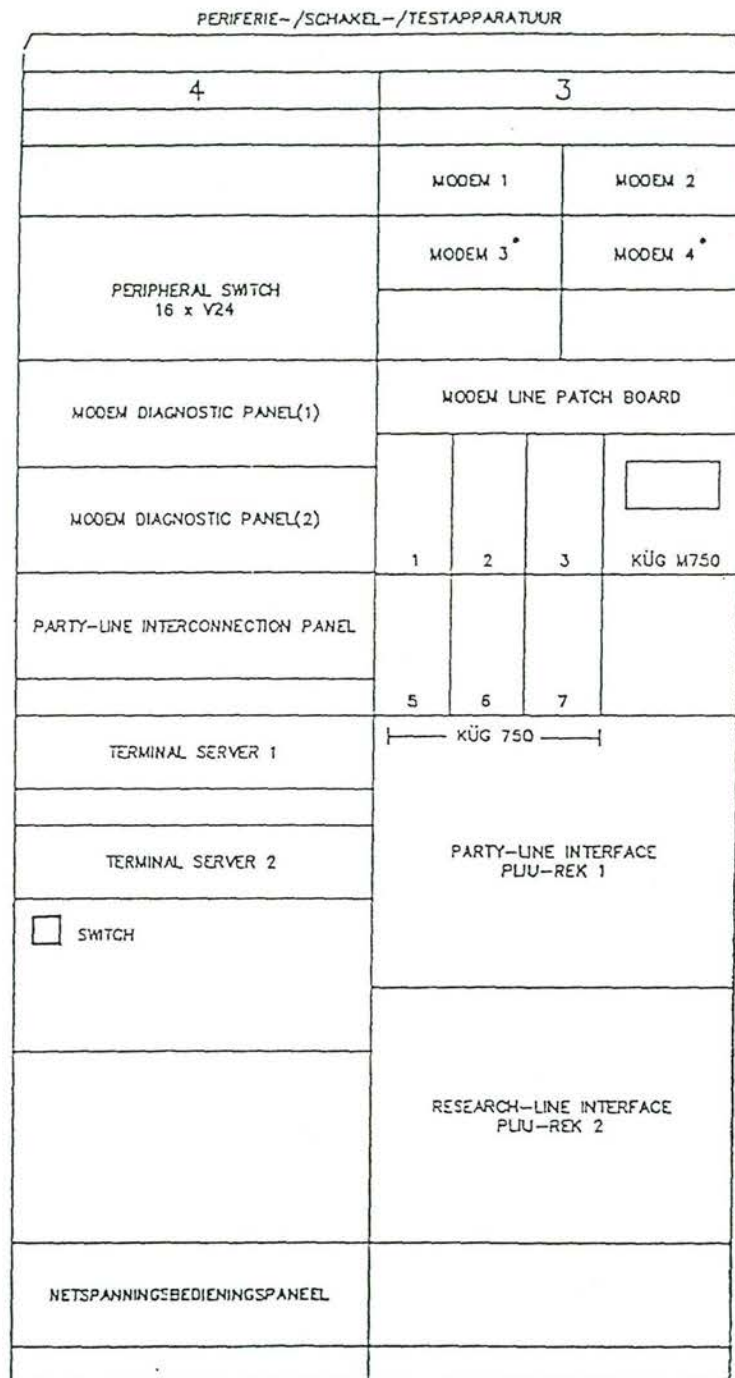 PERIFERIE-/SCHAKEL-/TESTAPPARATUUR
4
3
MODEM 1
MODEM 2
MODEM 3•
MODEM 4•
PERIPHERAL SWITCH
16 x V24
MODEM LINE PATCH BOARD
MODEM DIAGNOSTIC PANEL(1)
MODEM DIAGNOSTIC PANEL(2)
1
2
3
KÜG M750
PARTY-LINE INTERCONNECTION PANEL
5
6
7
KÜG 750
TERMINAL SERVER 1
TERMINAL SERVER 2
PARTY-LINE INTERFACE
PLIU-REK 1
SWITCH
RESEARCH-LINE INTERFACE
PLIU-REK 2
NETSPANNINGSBEDIENINGSPANEEL